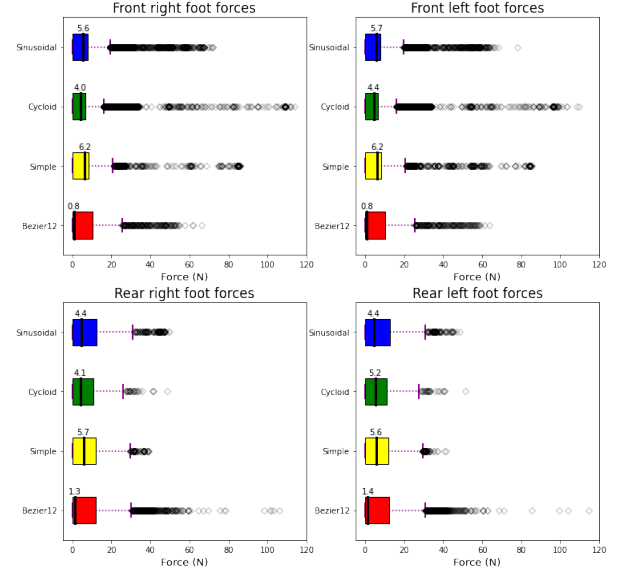 Front right foot forces
Sinusoidal
5.6
Cycloid
4.0
Simple
6.2
Bezier12
0.8
0 20 40 60 80 100 120
Force (N)
Front left foot forces
Sinusoidal
5.7
Cycloid
4.4
Simple
6.2
Bezier12
0.8
0 20 40 60 80 100 120
Force (N)
Rear right foot forces
Sinusoidal
4.4
Cycloid
4.1
Simple
5.7
Bezier12
1.3
0 20 40 60 80 100 120
Force (N)
Rear left foot forces
Sinusoidal
4.4
Cycloid
5.2
Simple
5.6
Bezier12
1.4
0 20 40 60 80 100 120
Force (N)